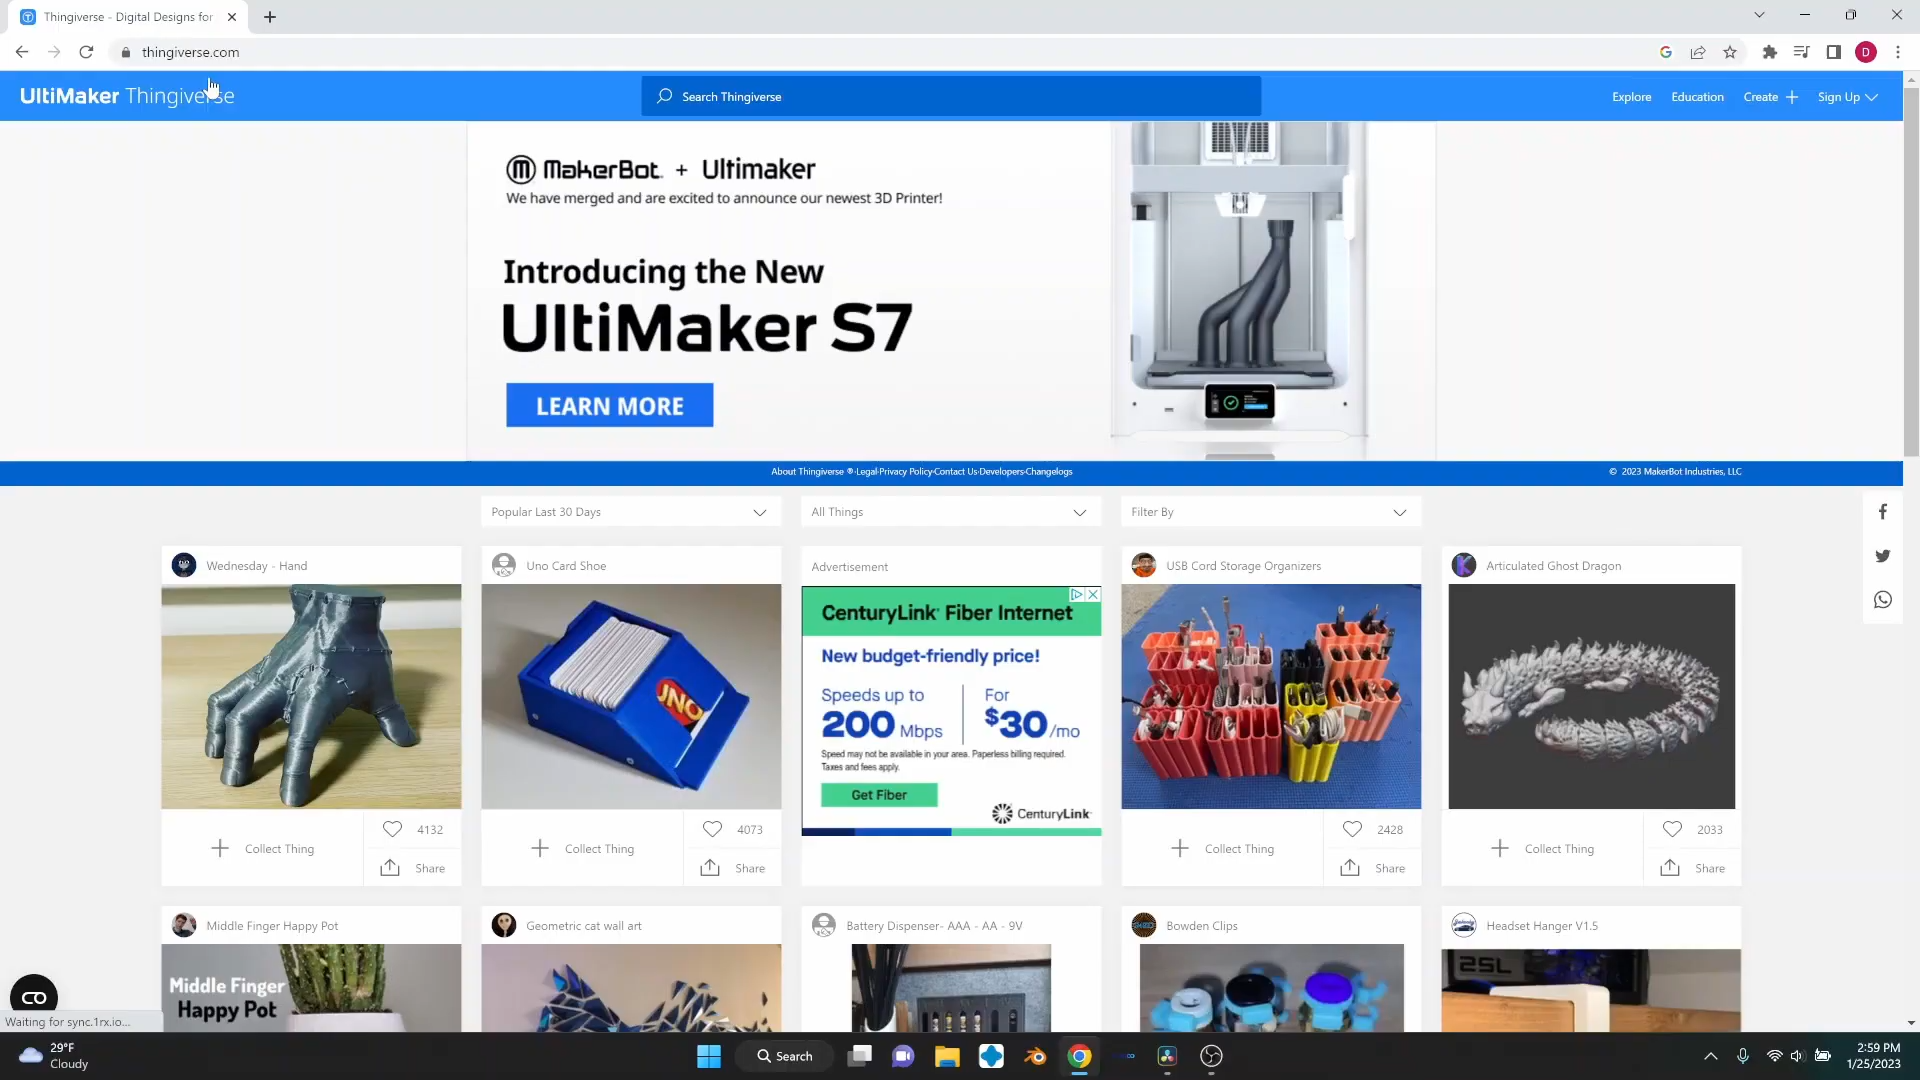 Thingiverse - Digital Designs for
thingiverse.com
D
UltiMaker Thingiverse
Search Thingiverse
Explore
Education
Create
Sign Up
MakerBot + Ultimaker
We have merged and are excited to announce our newest 3D Printer!
Introducing the New
UltiMaker S7
LEARN MORE
About Thingiverse ®·Legal·Privacy Policy·Contact Us·Developers·Changelogs
© 2023 MakerBot Industries, LLC
Popular Last 30 Days
All Things
Filter By
Wednesday - Hand
Uno Card Shoe
Advertisement
USB Cord Storage Organizers
Articulated Ghost Dragon
UNO
CenturyLink Fiber Internet
New budget-friendly price!
Speeds up to
200 Mbps
For
$30/mo
Speed may not be available in your area. Paperless billing required.
Taxes and fees apply.
Get Fiber
CenturyLink
Collect Thing
4132
Share
Collect Thing
4073
Share
Collect Thing
2428
Share
Collect Thing
2033
Share
Middle Finger Happy Pot
Geometric cat wall art
Battery Dispenser- AAA - AA - 9V
Bowden Clips
Headset Hanger V1.5
Middle Finger
Happy Pot
25L
CO
Waiting for sync.1rx.io...
29°F
Cloudy
Search
2:59 PM
1/25/2023